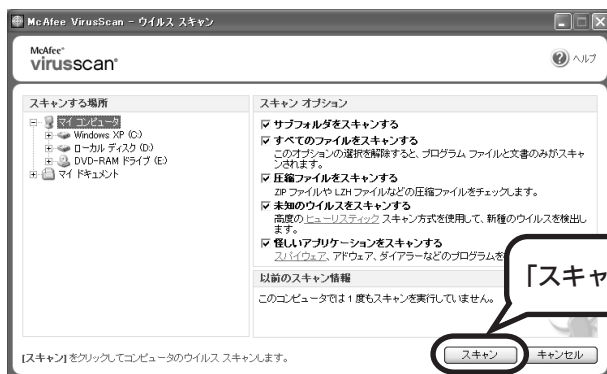 McAfee VirusScan - ウイルス スキャン
McAfee
virusscan
ヘルプ
スキャンする場所
マイ コンピュータ
Windows XP (C:)
ローカル ディスク (D:)
DVD-RAM ドライブ (E:)
マイ ドキュメント
スキャン オプション
サブフォルダをスキャンする
すべてのファイルをスキャンする
このオプションの選択を解除すると、プログラム ファイルと文書のみがスキャ
ンされます。
圧縮ファイルをスキャンする
ZIP ファイルや LZH ファイルなどの圧縮ファイルをチェックします。
未知のウイルスをスキャンする
高度のヒューリスティック スキャン方式を使用して、新種のウイルスを検出し
ます。
怪しいアプリケーションをスキャンする
スパイウェア、アドウェア、ダイアラーなどのプログラムを
以前のスキャン情報
このコンピュータでは 1 度もスキャンを実行していません。
「スキャ
[スキャン] をクリックしてコンピュータのウイルス スキャンします。
スキャン
キャンセル